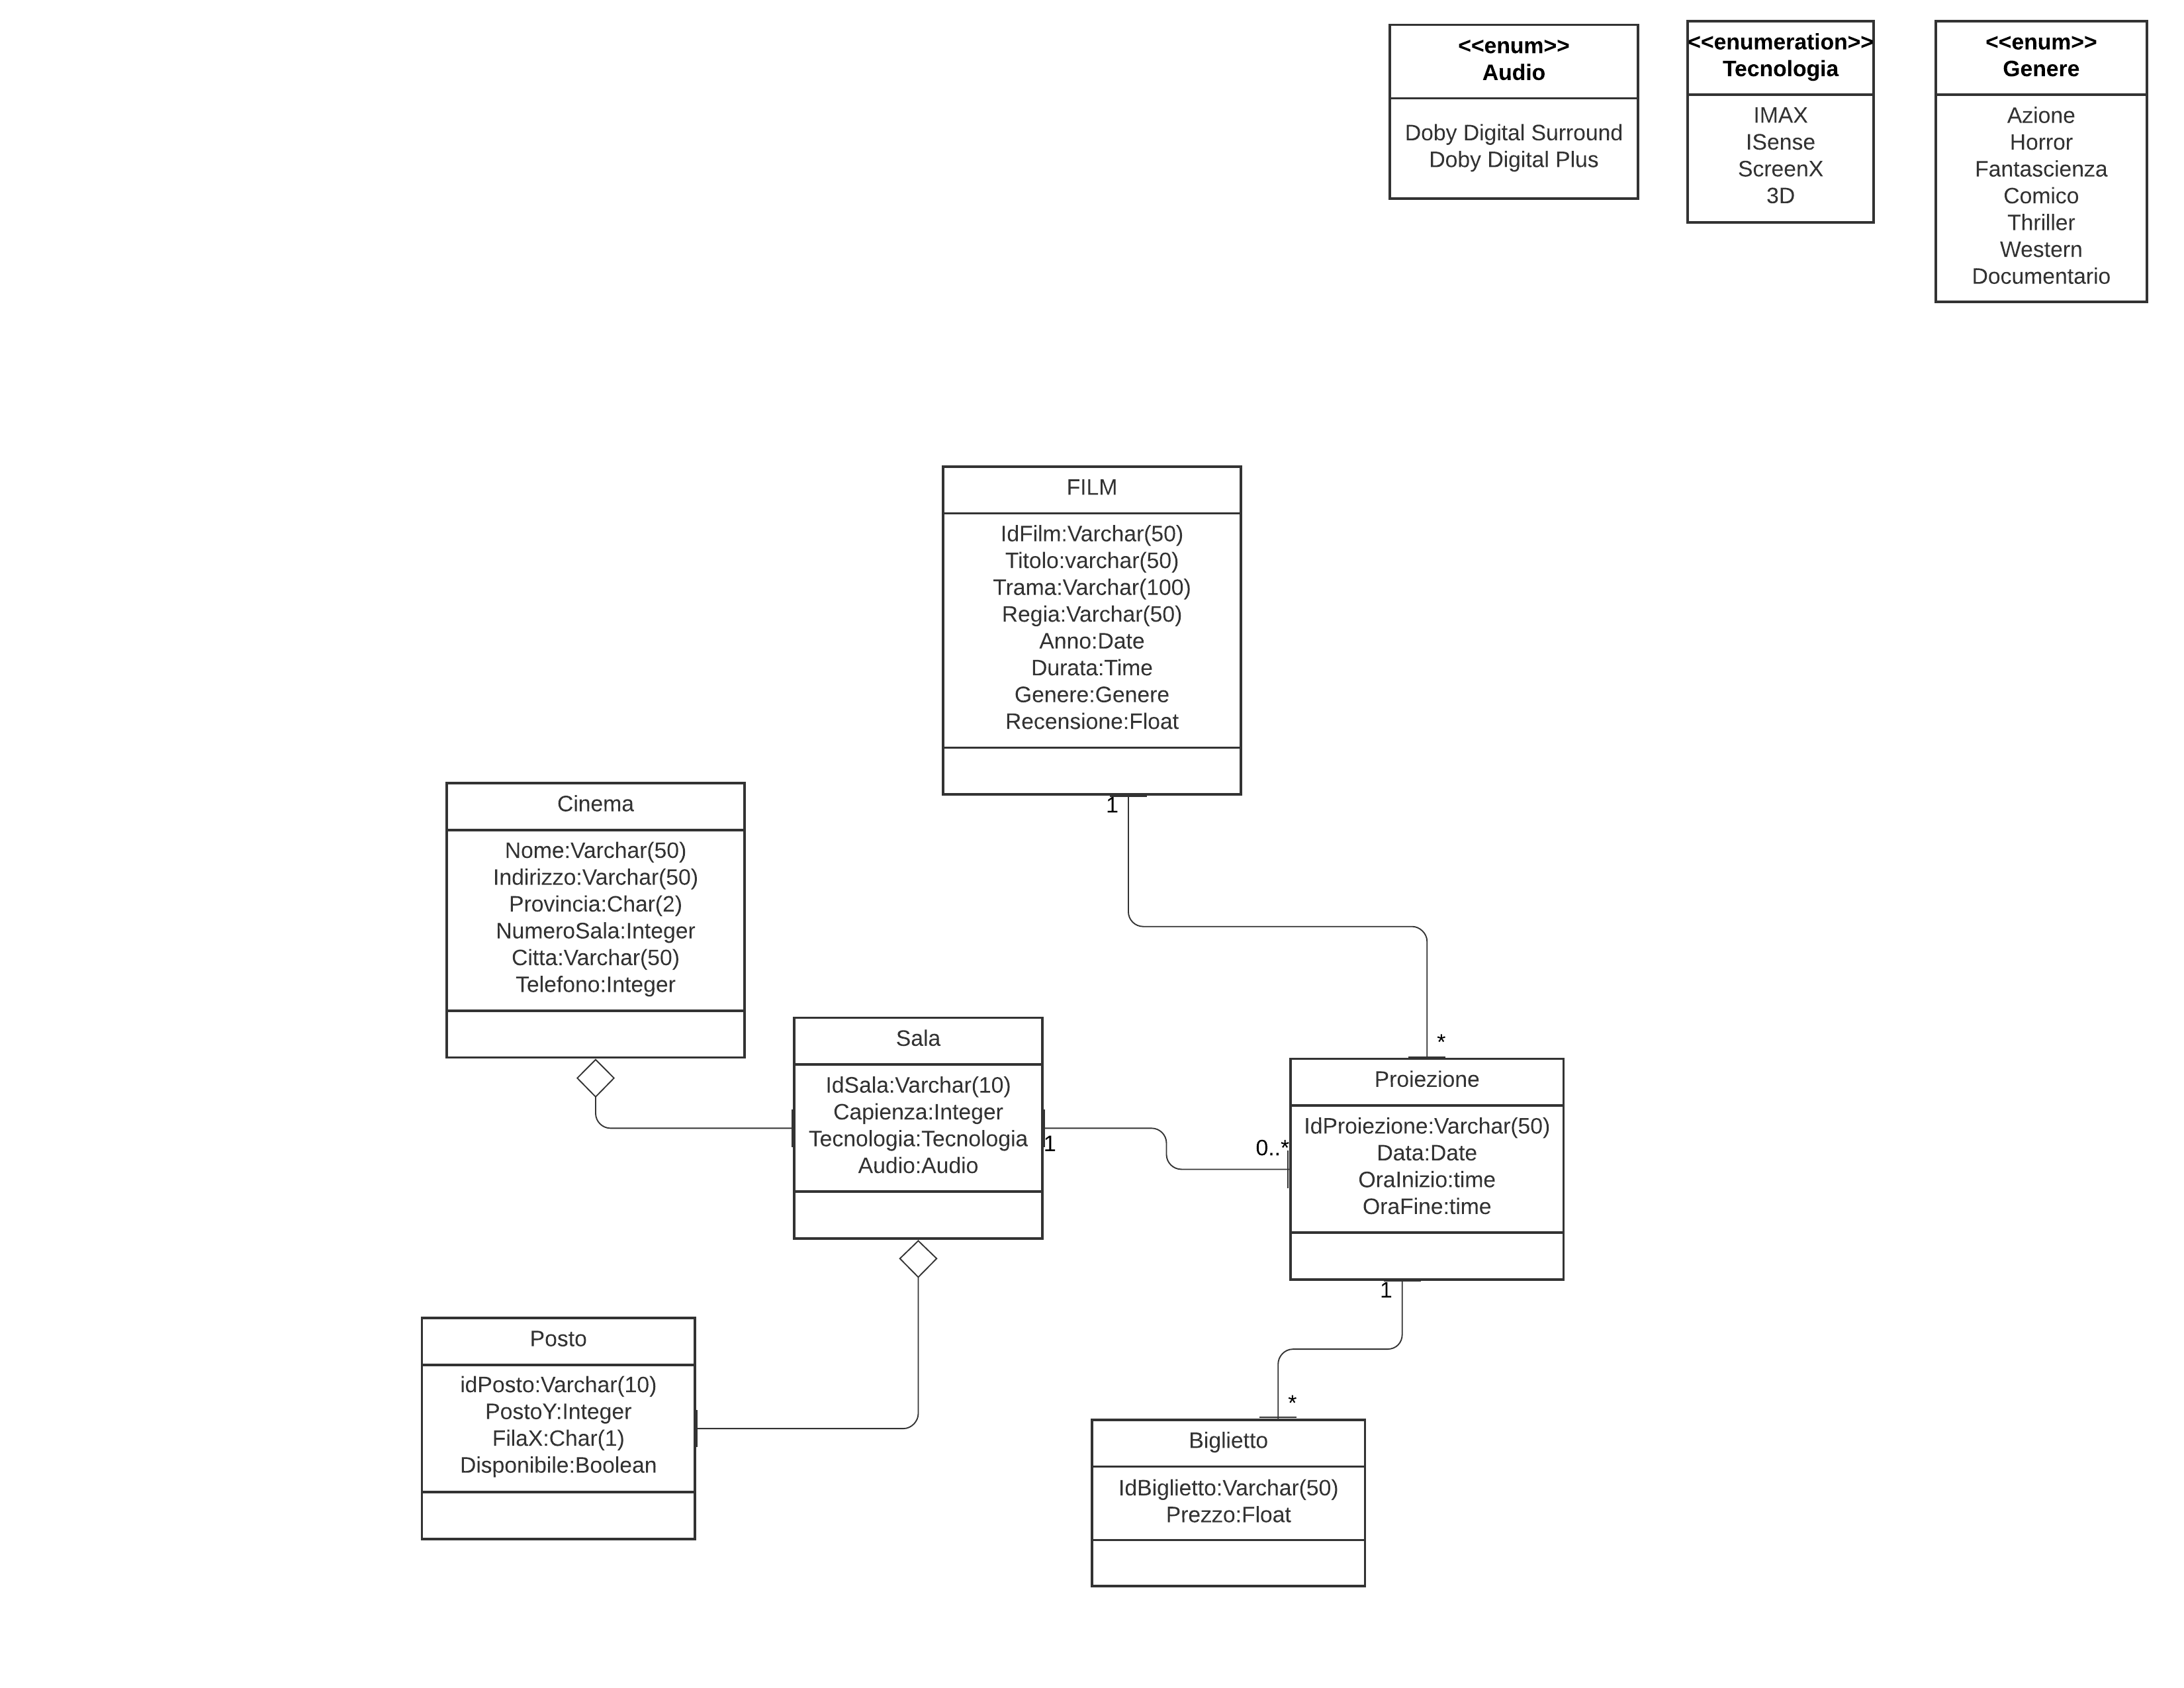 <<enum>>
Audio
Doby Digital Surround
Doby Digital Plus
<<enumeration>>
Tecnologia
IMAX
ISense
ScreenX
3D
<<enum>>
Genere
Azione
Horror
Fantascienza
Comico
Thriller
Western
Documentario
FILM
IdFilm:Varchar(50)
Titolo:varchar(50)
Trama:Varchar(100)
Regia:Varchar(50)
Anno:Date
Durata:Time
Genere:Genere
Recensione:Float
1
Cinema
Nome:Varchar(50)
Indirizzo:Varchar(50)
Provincia:Char(2)
NumeroSala:Integer
Citta:Varchar(50)
Telefono:Integer
Sala
IdSala:Varchar(10)
Capienza:Integer
Tecnologia:Tecnologia
Audio:Audio
1
0..*
*
Proiezione
IdProiezione:Varchar(50)
Data:Date
OraInizio:time
OraFine:time
1
Posto
idPosto:Varchar(10)
PostoY:Integer
FilaX:Char(1)
Disponibile:Boolean
*
Biglietto
IdBiglietto:Varchar(50)
Prezzo:Float